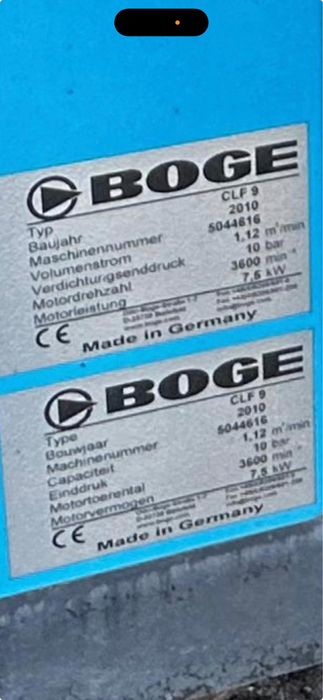 BOGE
Typ CLF 9
Baujahr 2010
Maschinennummer 5044616
Volumenstrom 1,12 m³/min
Verdichtungsenddruck 10 bar
Motordrehzahl 3600 min⁻¹
Motorleistung 7,5 kW
CE Made in Germany
BOGE
Type CLF 9
Bouwjaar 2010
Machinenummer 5044616
Capaciteit 1,12 m³/min
Einddruk 10 bar
Motortoerental 3600 min⁻¹
Motorvermogen 7,5 kW
CE Made in Germany